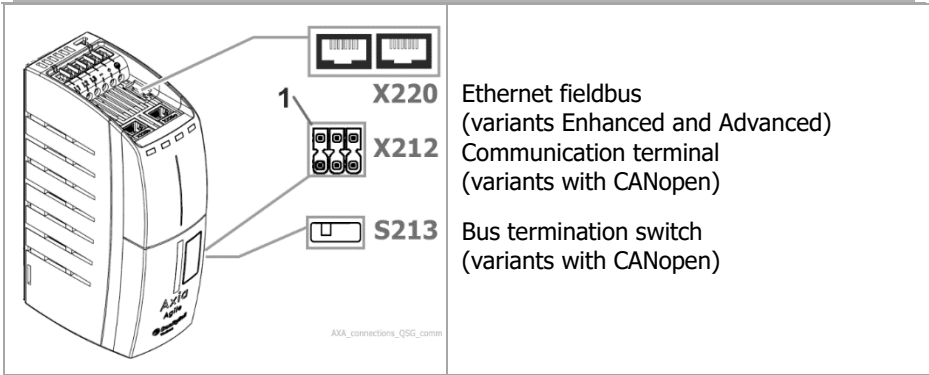 X220
1
X212
S213
Axia
Agile
AXA_connections_QSG_comm
Ethernet fieldbus
(variants Enhanced and Advanced)
Communication terminal
(variants with CANopen)
Bus termination switch
(variants with CANopen)